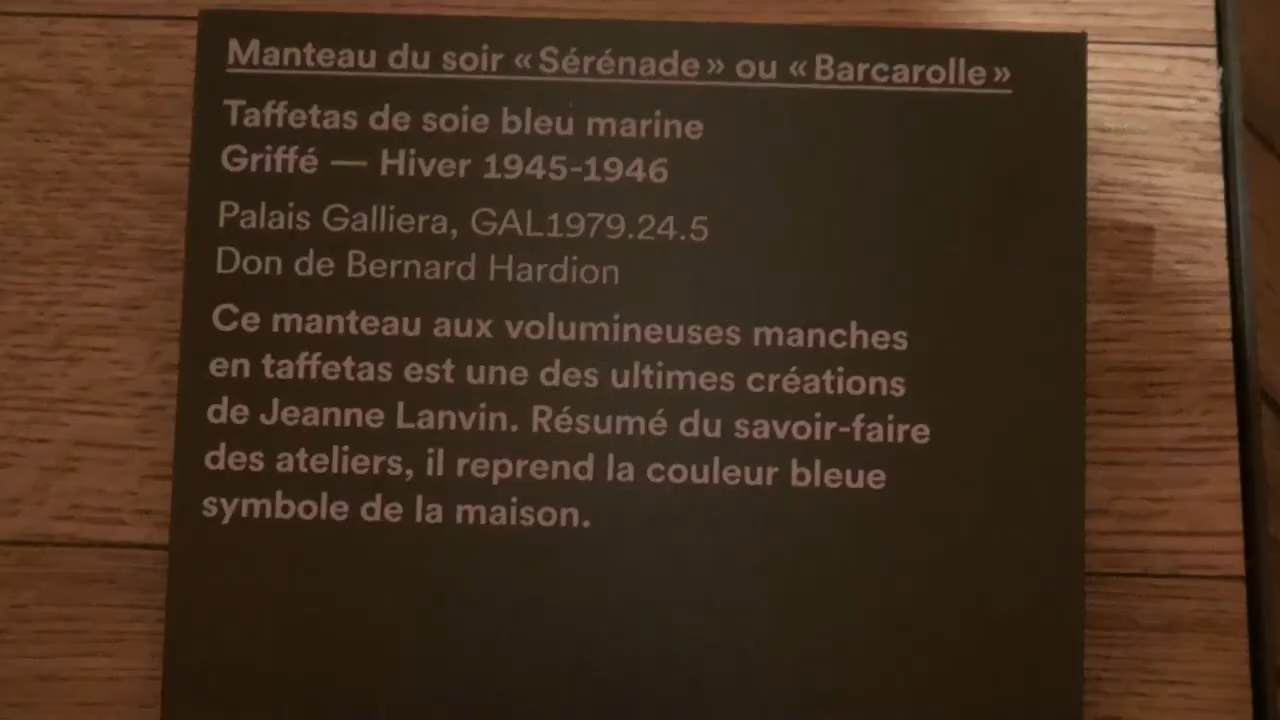 Manteau du soir « Sérénade » ou « Barcarolle »
Taffetas de soie bleu marine
Griffé — Hiver 1945-1946
Palais Galliera, GAL1979.24.5
Don de Bernard Hardion
Ce manteau aux volumineuses manches
en taffetas est une des ultimes créations
de Jeanne Lanvin. Résumé du savoir-faire
des ateliers, il reprend la couleur bleue
symbole de la maison.